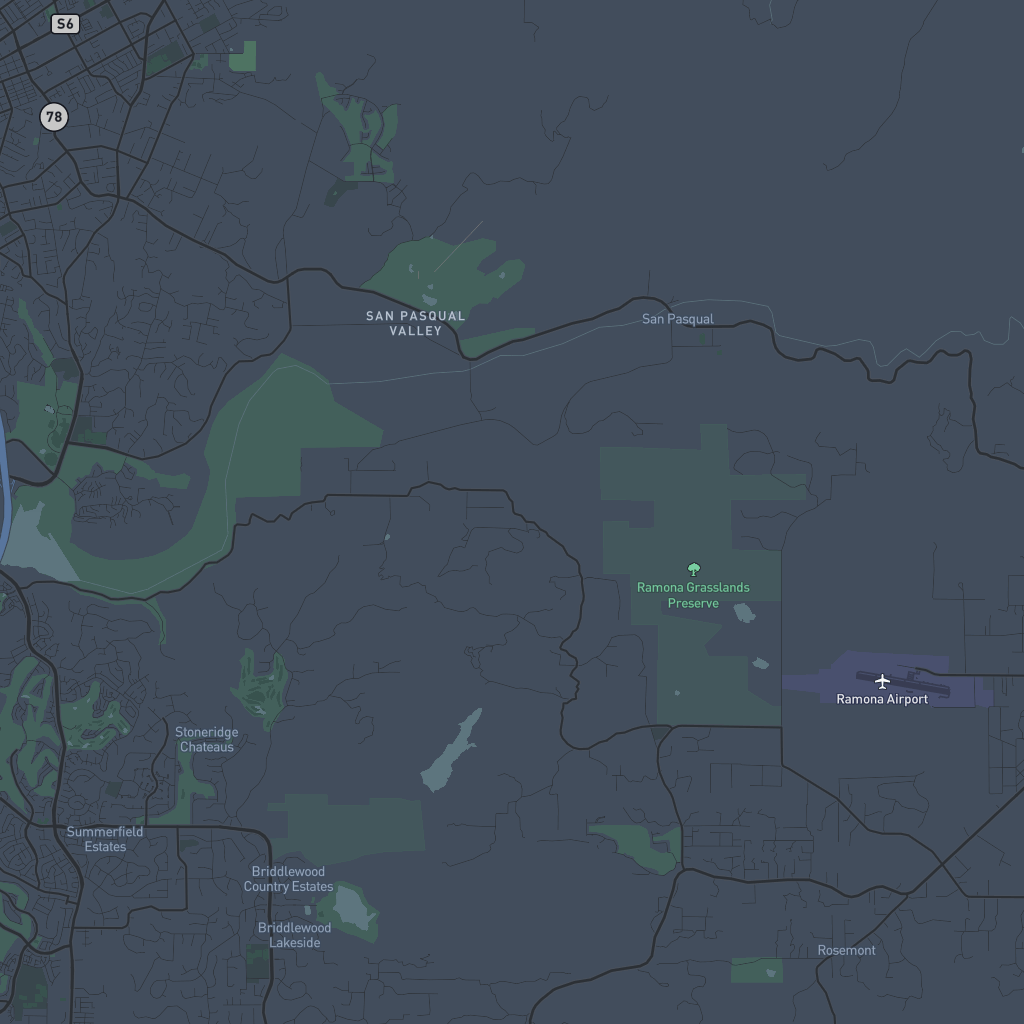 S6
78
SAN PASQUAL
VALLEY
San Pasqual
Ramona Grasslands
Preserve
Ramona Airport
Stoneridge
Chateaus
Summerfield
Estates
Briddlewood
Country Estates
Briddlewood
Lakeside
Rosemont